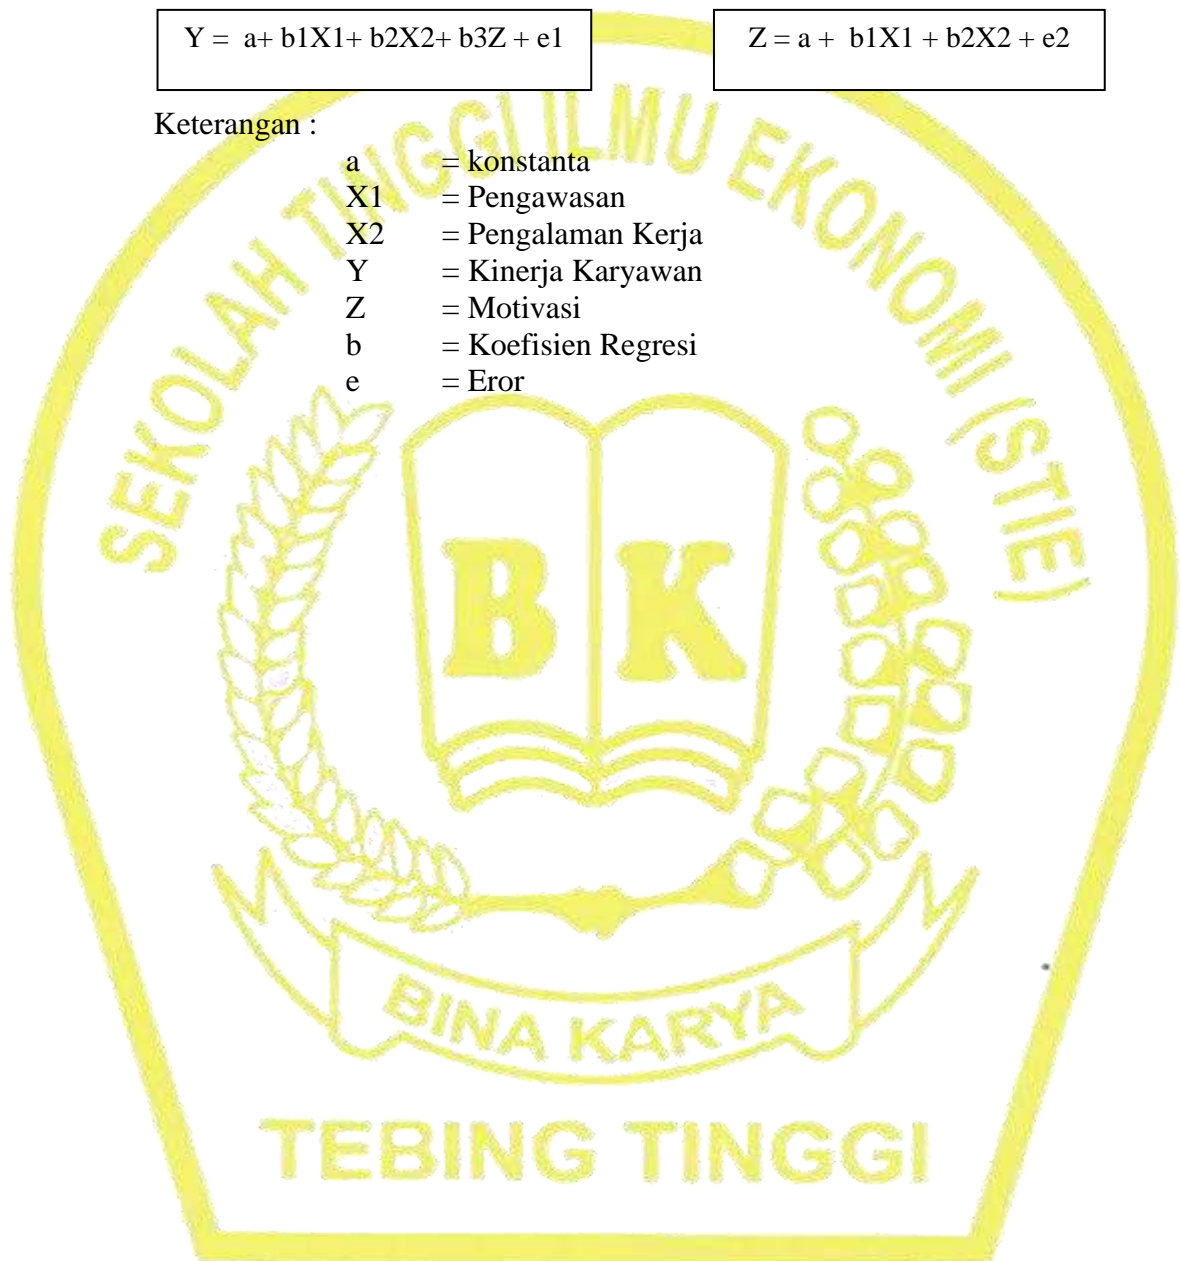 Y = a+ b1X1+ b2X2+ b3Z + e1
Z = a + b1X1 + b2X2 + e2
Keterangan :
a = konstanta
X1 = Pengawasan
X2 = Pengalaman Kerja
Y = Kinerja Karyawan
Z = Motivasi
b = Koefisien Regresi
e = Eror
SEKOLAH TINGGI ILMU EKONOMI (STIE)
B K
BINA KARYA
TEBING TINGGI